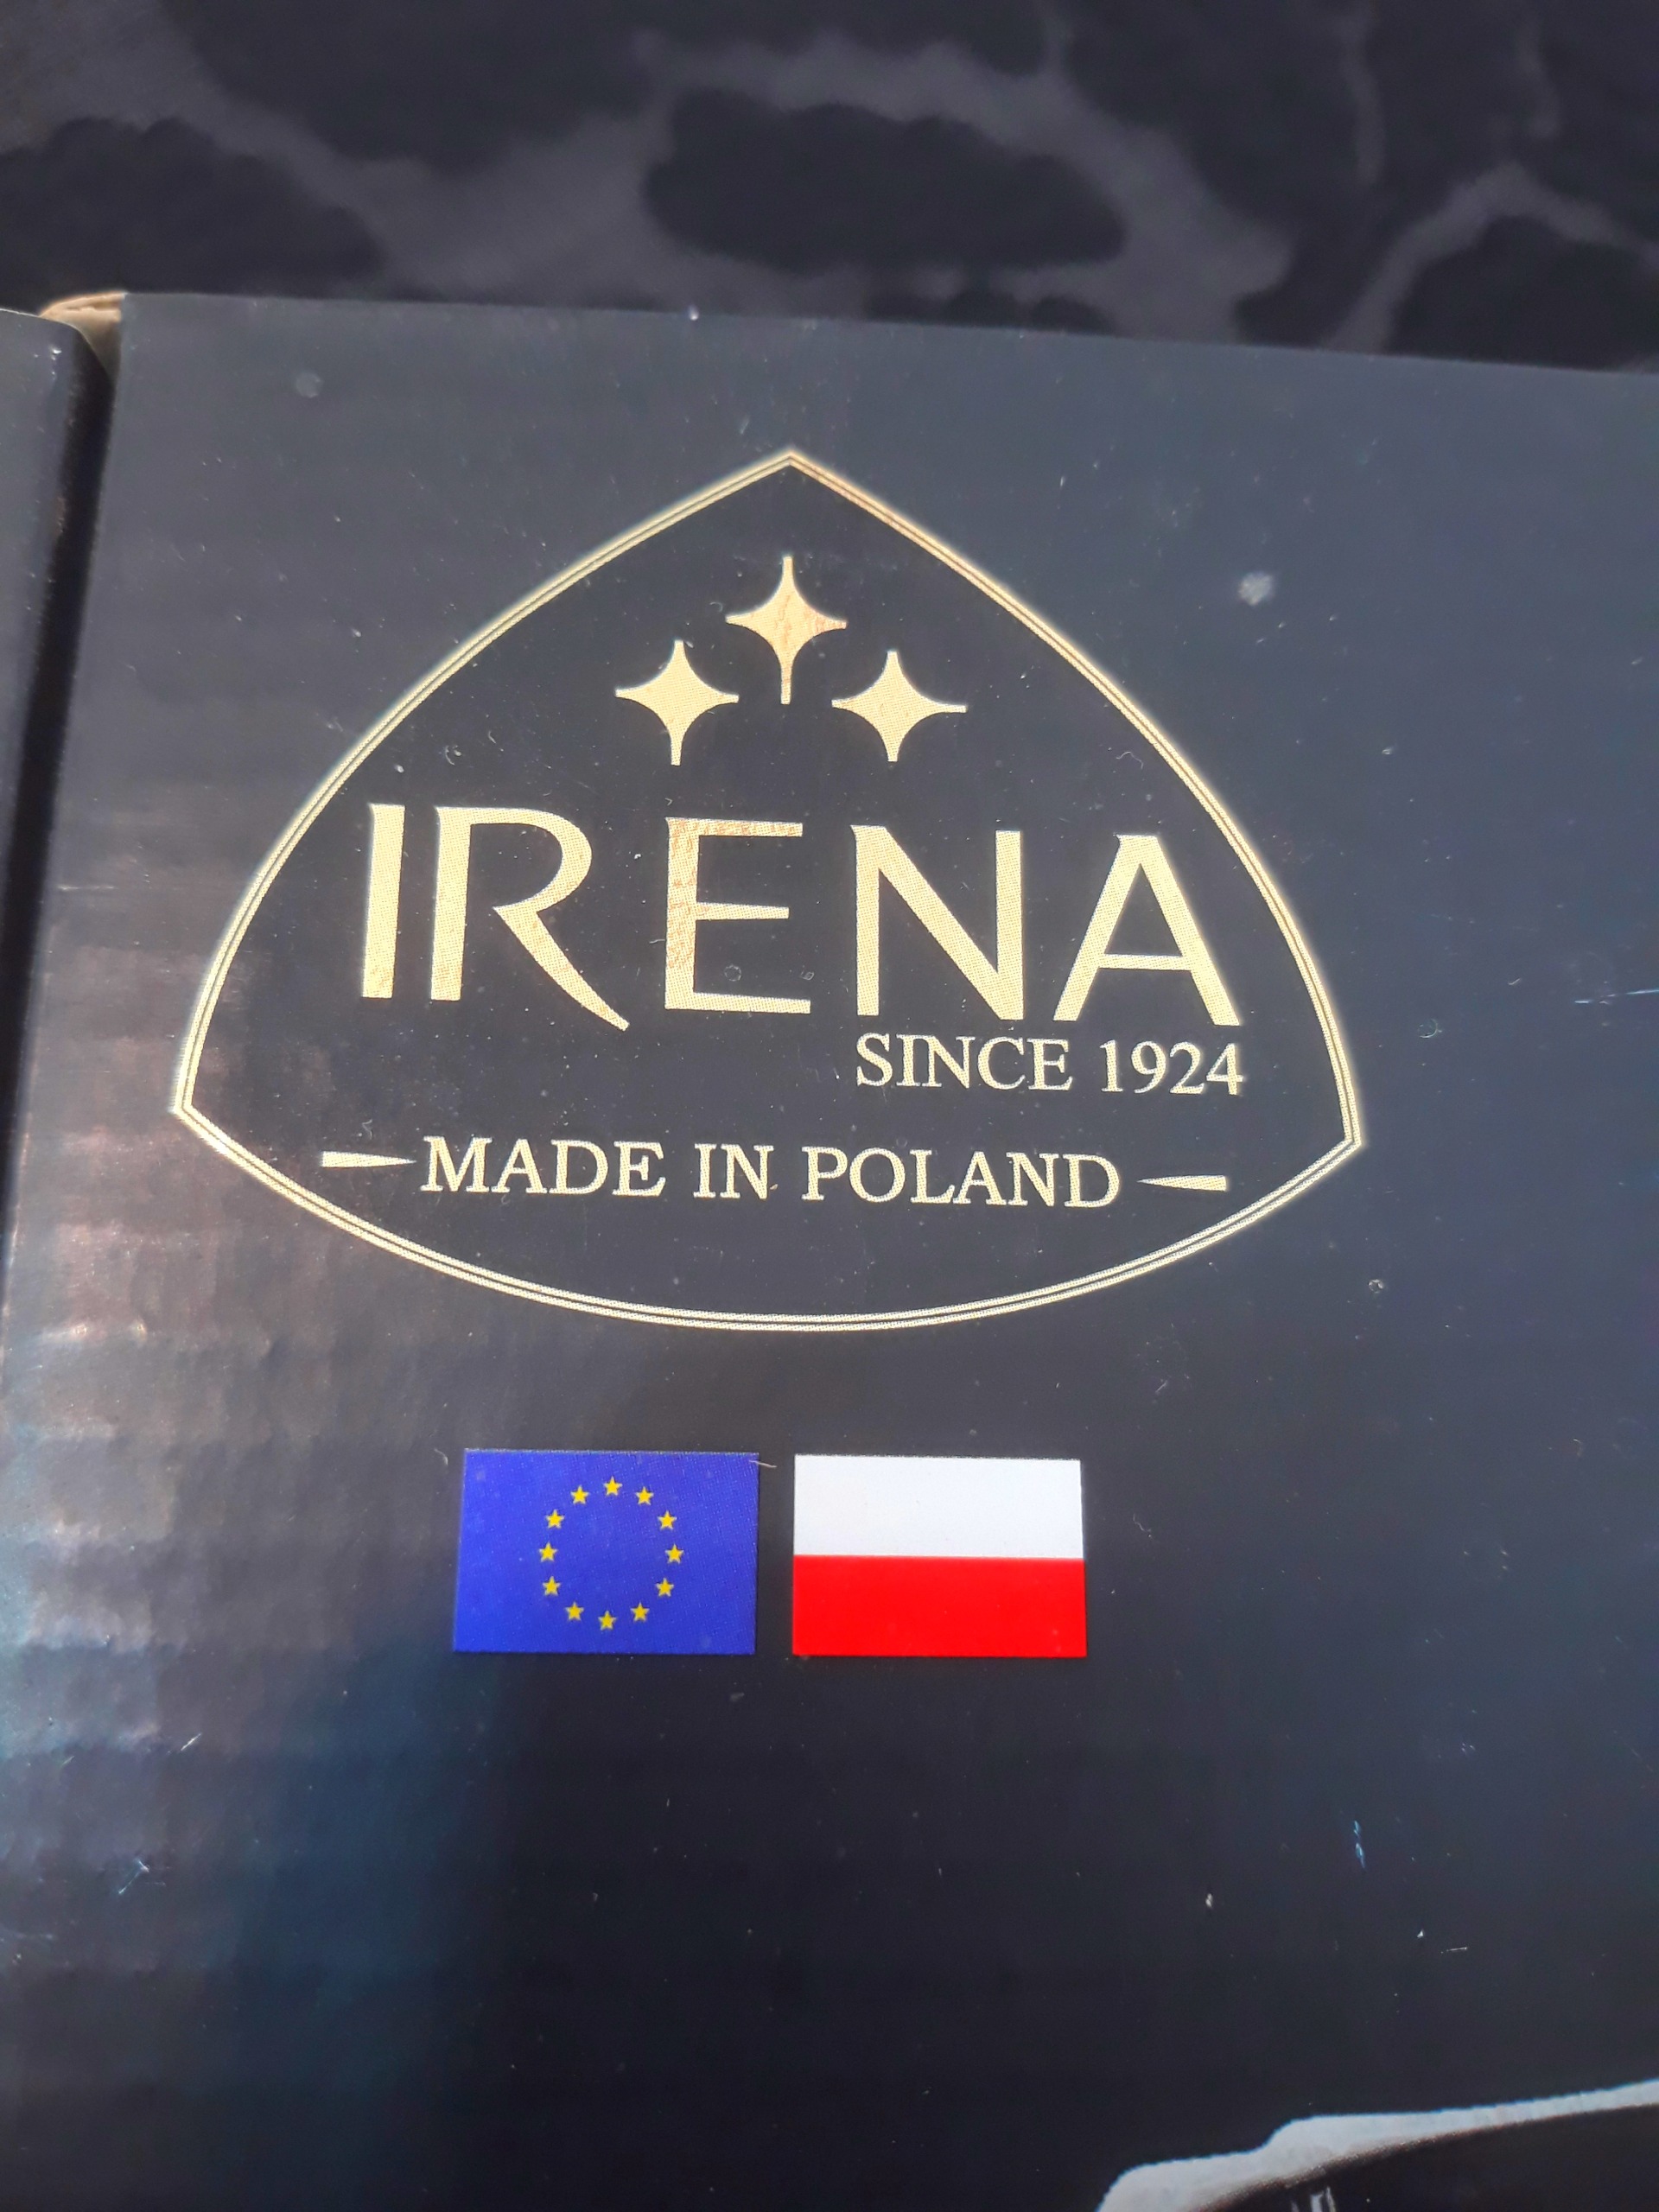 IRENA
SINCE 1924
MADE IN POLAND